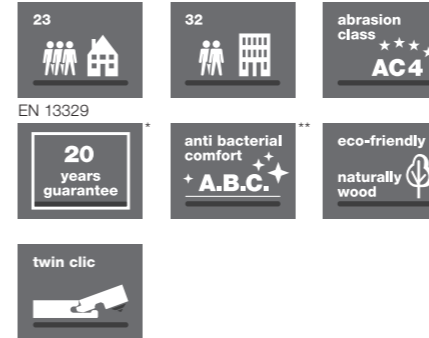 23
32
abrasion
class
AC4
EN 13329
20
years
guarantee
*
anti bacterial
comfort
A.B.C.
**
eco-friendly
naturally
wood
twin clic